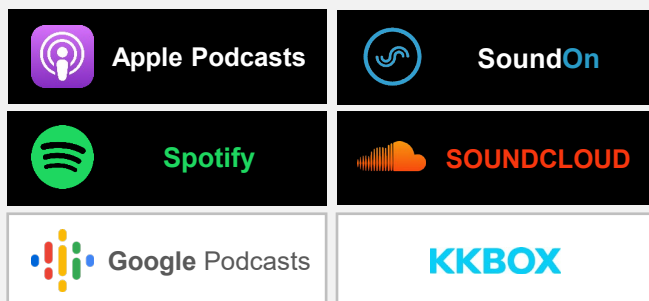 Apple Podcasts
SoundOn
Spotify
SOUNDCLOUD
Google Podcasts
KKBOX